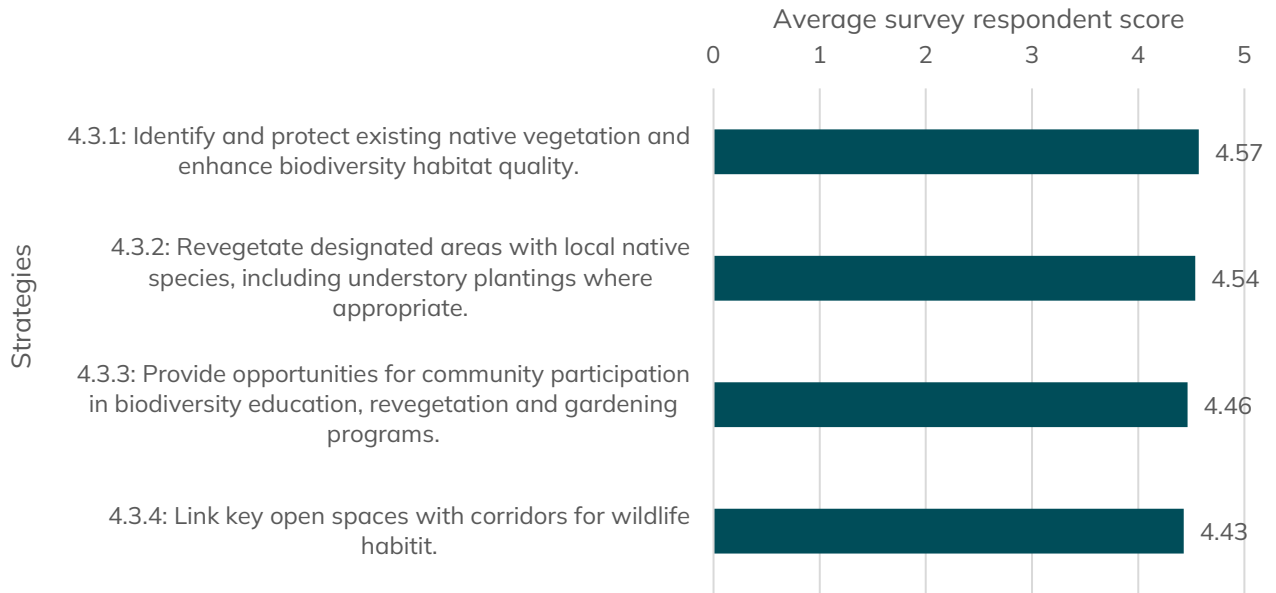 Average survey respondent score
0 1 2 3 4 5
Strategies
4.3.1: Identify and protect existing native vegetation and
enhance biodiversity habitat quality.
4.57
4.3.2: Revegetate designated areas with local native
species, including understory plantings where
appropriate.
4.54
4.3.3: Provide opportunities for community participation
in biodiversity education, revegetation and gardening
programs.
4.46
4.3.4: Link key open spaces with corridors for wildlife
habitit.
4.43